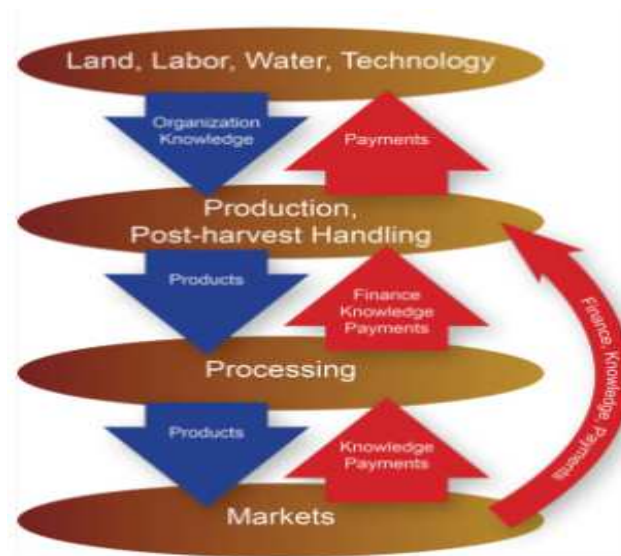 Land, Labor, Water, Technology
Organization
Knowledge
Payments
Production,
Post-harvest Handling
Products
Finance
Knowledge
Payments
Finance, Knowledge, Payments
Processing
Products
Knowledge
Payments
Markets